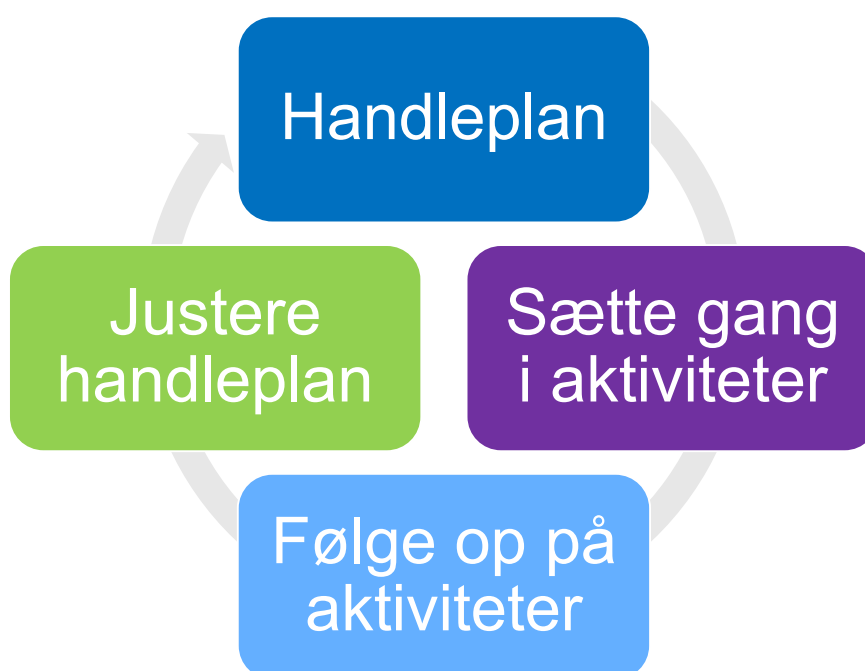 Handleplan
Sætte gang
i aktiviteter
Følge op på
aktiviteter
Justere
handleplan